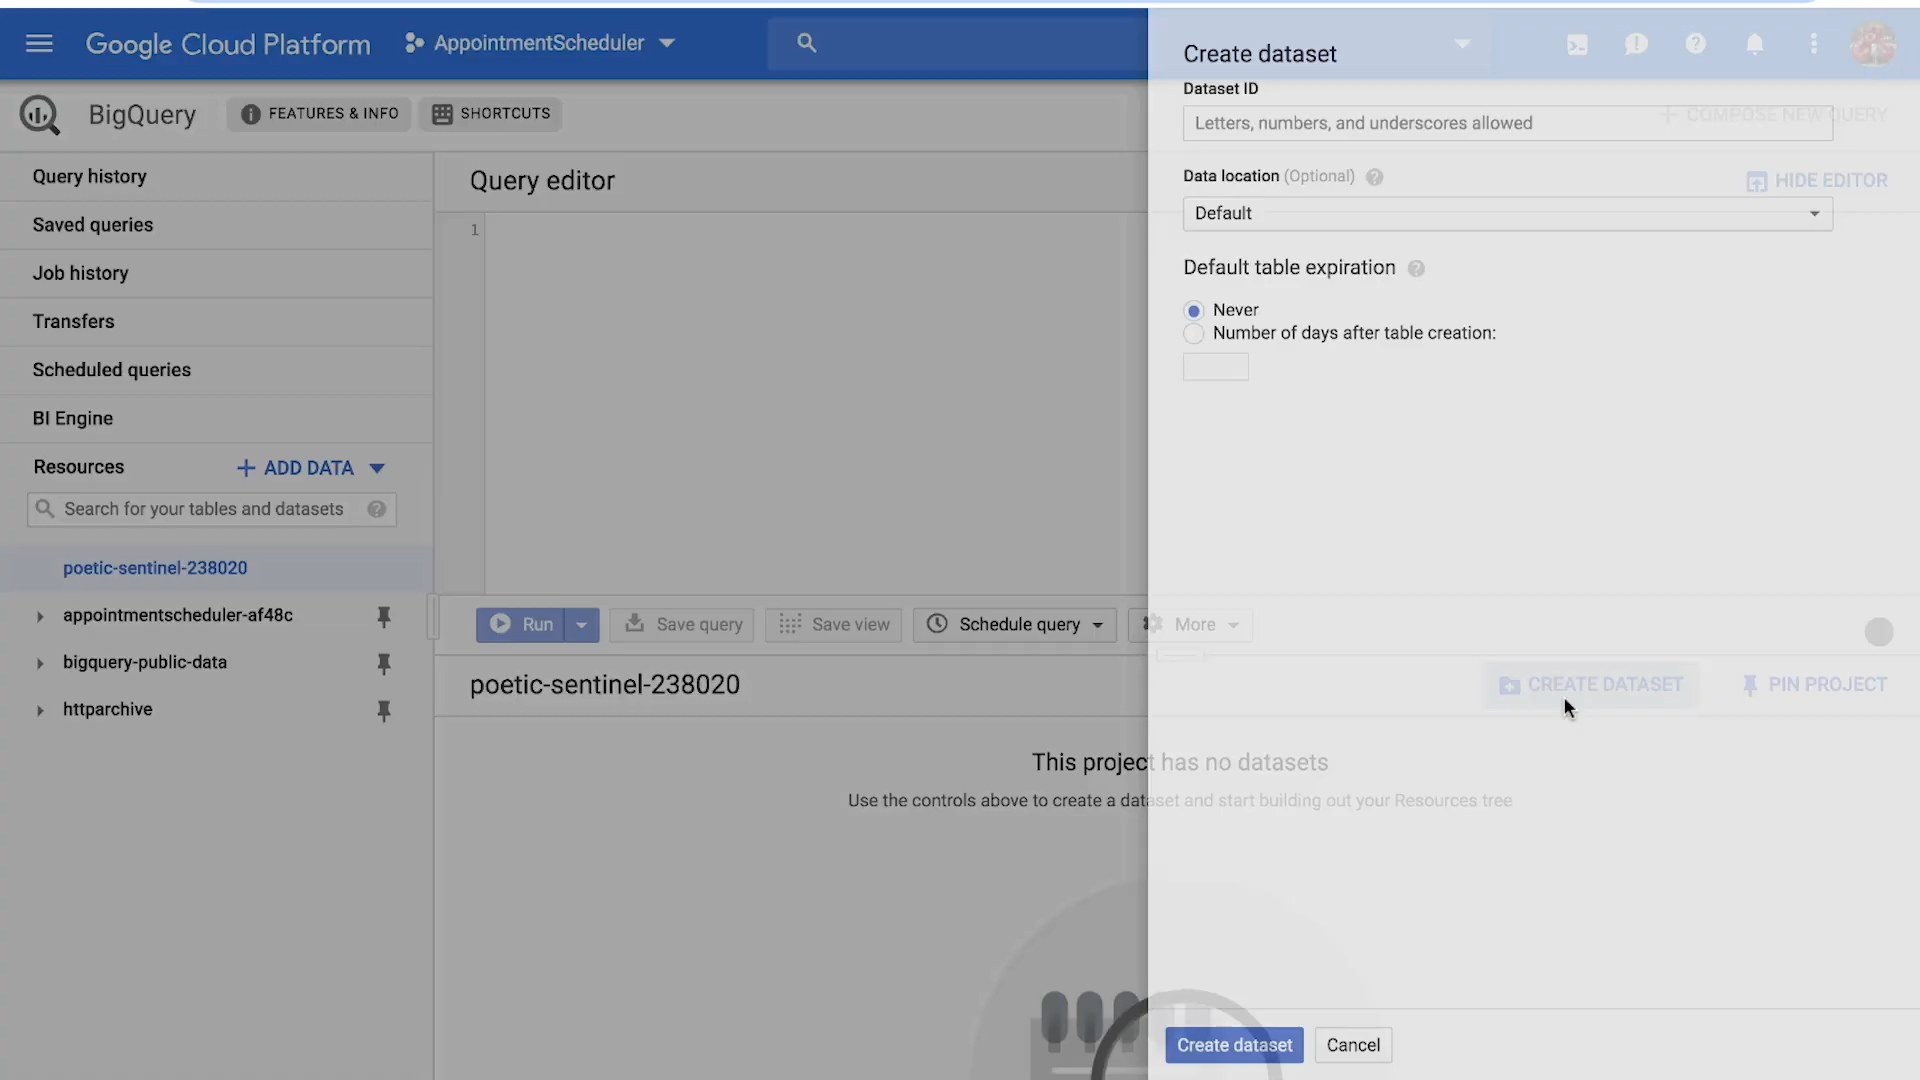 Google Cloud Platform
AppointmentScheduler
BigQuery
FEATURES & INFO
SHORTCUTS
Query history
Saved queries
Job history
Transfers
Scheduled queries
BI Engine
Resources
ADD DATA
Search for your tables and datasets
poetic-sentinel-238020
appointmentscheduler-af48c
bigquery-public-data
httparchive
Query editor
1
Run
Save query
Save view
Schedule query
More
poetic-sentinel-238020
CREATE DATASET
PIN PROJECT
This project has no datasets
Use the controls above to create a dataset and start building out your Resources tree
Create dataset
Dataset ID
Letters, numbers, and underscores allowed
COMPOSE NEW QUERY
Data location (Optional)
HIDE EDITOR
Default
Default table expiration
Never
Number of days after table creation:
Create dataset
Cancel